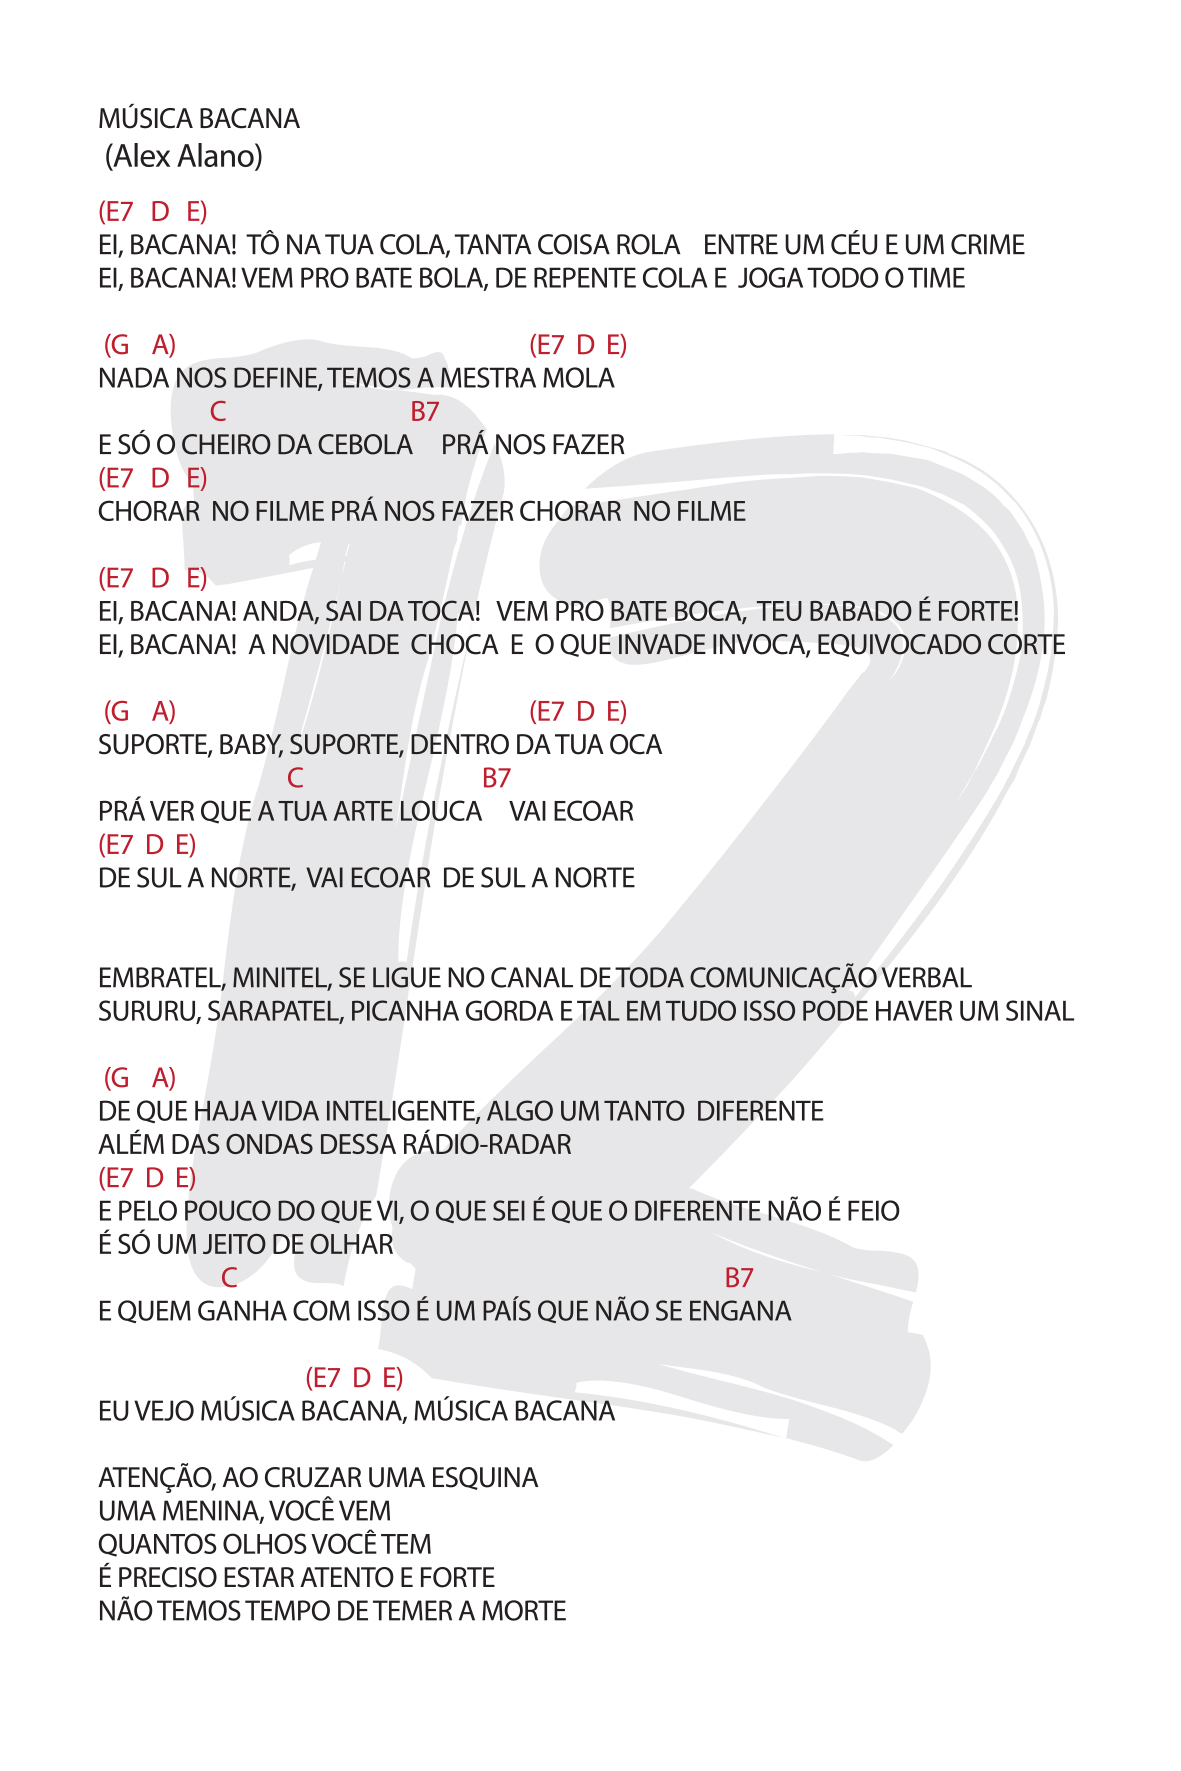 MÚSICA BACANA
(Alex Alano)
(E7 D E)
EI, BACANA! TÔ NA TUA COLA, TANTA COISA ROLA ENTRE UM CÉU E UM CRIME
EI, BACANA! VEM PRO BATE BOLA, DE REPENTE COLA E JOGA TODO O TIME
(G A) (E7 D E)
NADA NOS DEFINE, TEMOS A MESTRA MOLA
C B7
E SÓ O CHEIRO DA CEBOLA PRÁ NOS FAZER
(E7 D E)
CHORAR NO FILME PRÁ NOS FAZER CHORAR NO FILME
(E7 D E)
EI, BACANA! ANDA, SAI DA TOCA! VEM PRO BATE BOCA, TEU BABADO É FORTE!
EI, BACANA! A NOVIDADE CHOCA E O QUE INVADE INVOCA, EQUIVOCADO CORTE
(G A) (E7 D E)
SUPORTE, BABY, SUPORTE, DENTRO DA TUA OCA
C B7
PRÁ VER QUE A TUA ARTE LOUCA VAI ECOAR
(E7 D E)
DE SUL A NORTE, VAI ECOAR DE SUL A NORTE
EMBRATEL, MINITEL, SE LIGUE NO CANAL DE TODA COMUNICAÇÃO VERBAL
SURURU, SARAPATEL, PICANHA GORDA E TAL EM TUDO ISSO PODE HAVER UM SINAL
(G A)
DE QUE HAJA VIDA INTELIGENTE, ALGO UM TANTO DIFERENTE
ALÉM DAS ONDAS DESSA RÁDIO-RADAR
(E7 D E)
E PELO POUCO DO QUE VI, O QUE SEI É QUE O DIFERENTE NÃO É FEIO
É SÓ UM JEITO DE OLHAR
C B7
E QUEM GANHA COM ISSO É UM PAÍS QUE NÃO SE ENGANA
(E7 D E)
EU VEJO MÚSICA BACANA, MÚSICA BACANA
ATENÇÃO, AO CRUZAR UMA ESQUINA
UMA MENINA, VOCÊ VEM
QUANTOS OLHOS VOCÊ TEM
É PRECISO ESTAR ATENTO E FORTE
NÃO TEMOS TEMPO DE TEMER A MORTE
12